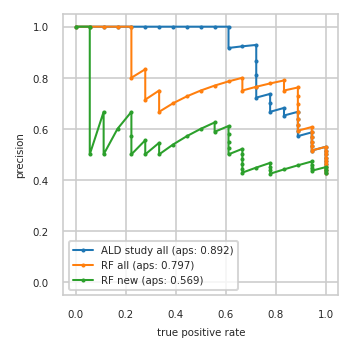 1.0
0.8
0.6
0.4
0.2
0.0
precision
ALD study all (aps: 0.892)
RF all (aps: 0.797)
RF new (aps: 0.569)
0.0 0.2 0.4 0.6 0.8 1.0
true positive rate